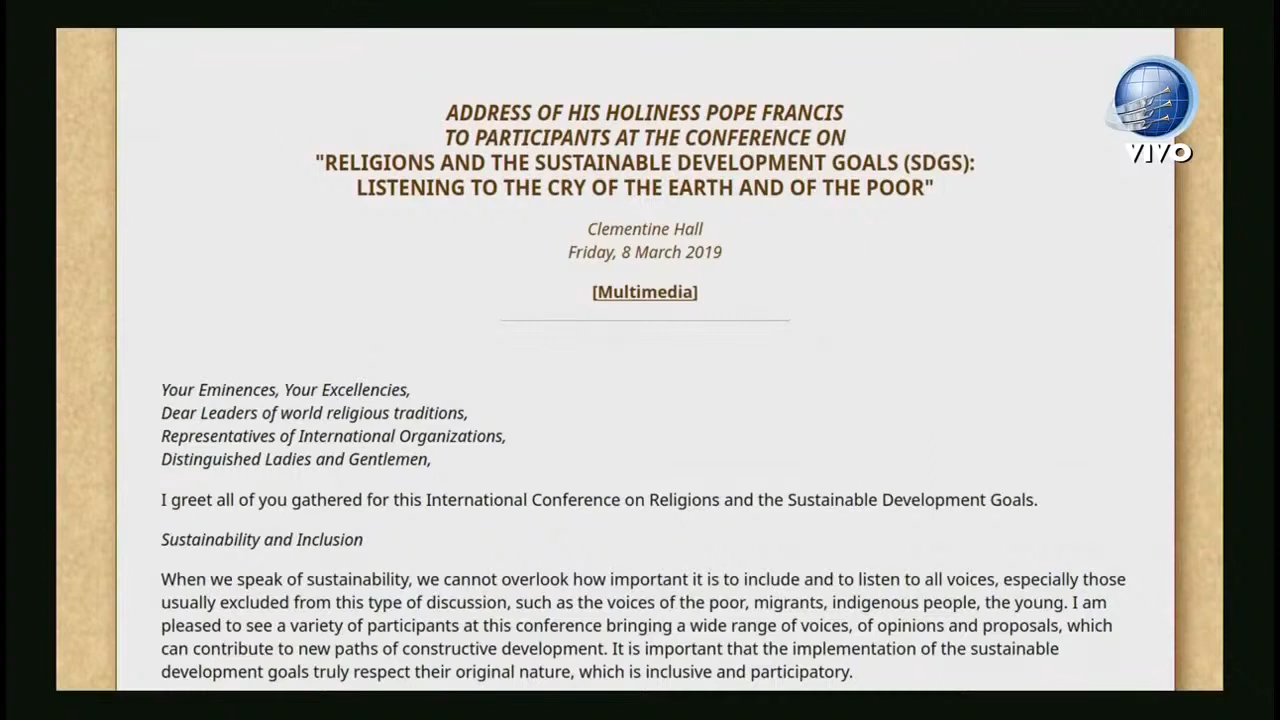 ADDRESS OF HIS HOLINESS POPE FRANCIS
TO PARTICIPANTS AT THE CONFERENCE ON
"RELIGIONS AND THE SUSTAINABLE DEVELOPMENT GOALS (SDGS):
LISTENING TO THE CRY OF THE EARTH AND OF THE POOR"
VIVO
Clementine Hall
Friday, 8 March 2019
[Multimedia]
Your Eminences, Your Excellencies,
Dear Leaders of world religious traditions,
Representatives of International Organizations,
Distinguished Ladies and Gentlemen,
I greet all of you gathered for this International Conference on Religions and the Sustainable Development Goals.
Sustainability and Inclusion
When we speak of sustainability, we cannot overlook how important it is to include and to listen to all voices, especially those
usually excluded from this type of discussion, such as the voices of the poor, migrants, indigenous people, the young. I am
pleased to see a variety of participants at this conference bringing a wide range of voices, of opinions and proposals, which
can contribute to new paths of constructive development. It is important that the implementation of the sustainable
development goals truly respect their original nature, which is inclusive and participatory.